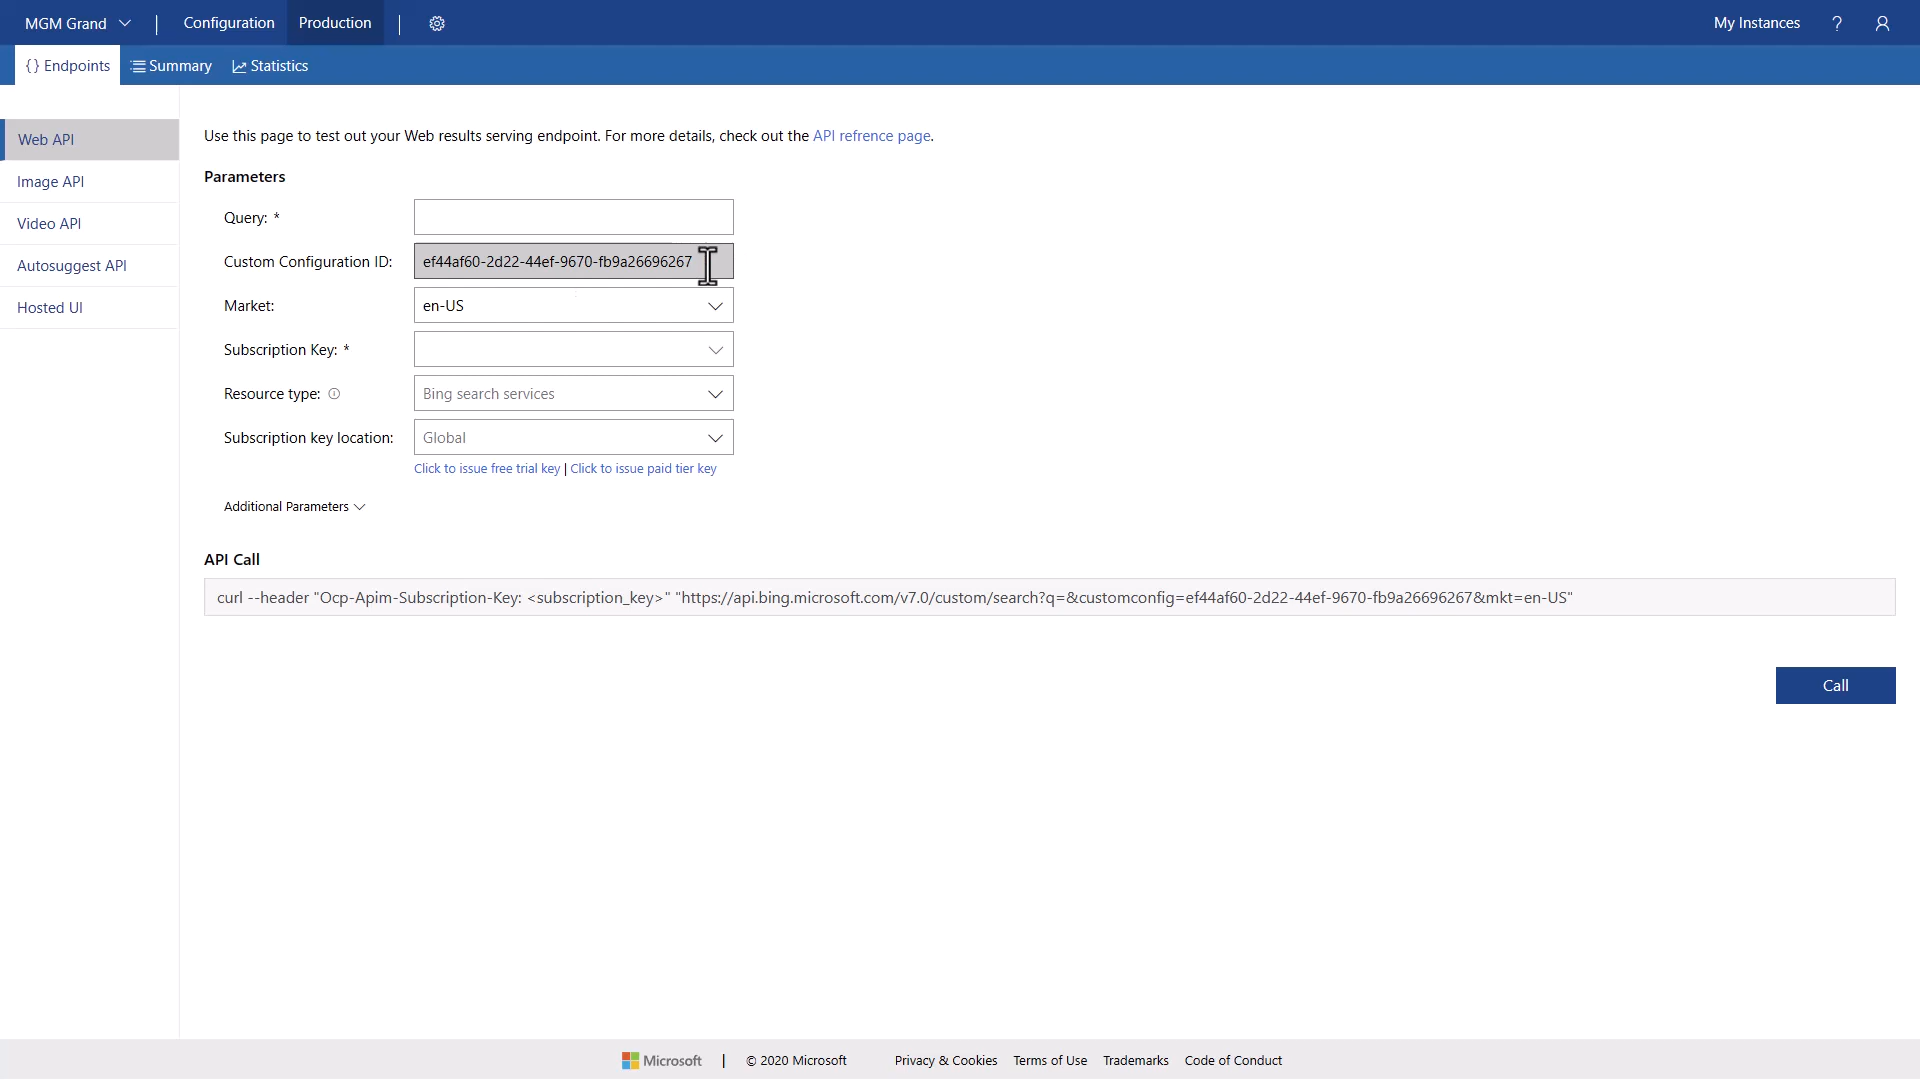 MGM Grand | Configuration Production | My Instances ?
{} Endpoints Summary Statistics
Web API
Image API
Video API
Autosuggest API
Hosted UI
Use this page to test out your Web results serving endpoint. For more details, check out the API refrence page.
Parameters
Query: *
Custom Configuration ID: ef44af60-2d22-44ef-9670-fb9a26696267
Market: en-US
Subscription Key: *
Resource type: Bing search services
Subscription key location: Global
Click to issue free trial key | Click to issue paid tier key
Additional Parameters
API Call
curl --header "Ocp-Apim-Subscription-Key: <subscription_key>" "https://api.bing.microsoft.com/v7.0/custom/search?q=&customconfig=ef44af60-2d22-44ef-9670-fb9a26696267&mkt=en-US"
Call
Microsoft | © 2020 Microsoft Privacy & Cookies Terms of Use Trademarks Code of Conduct